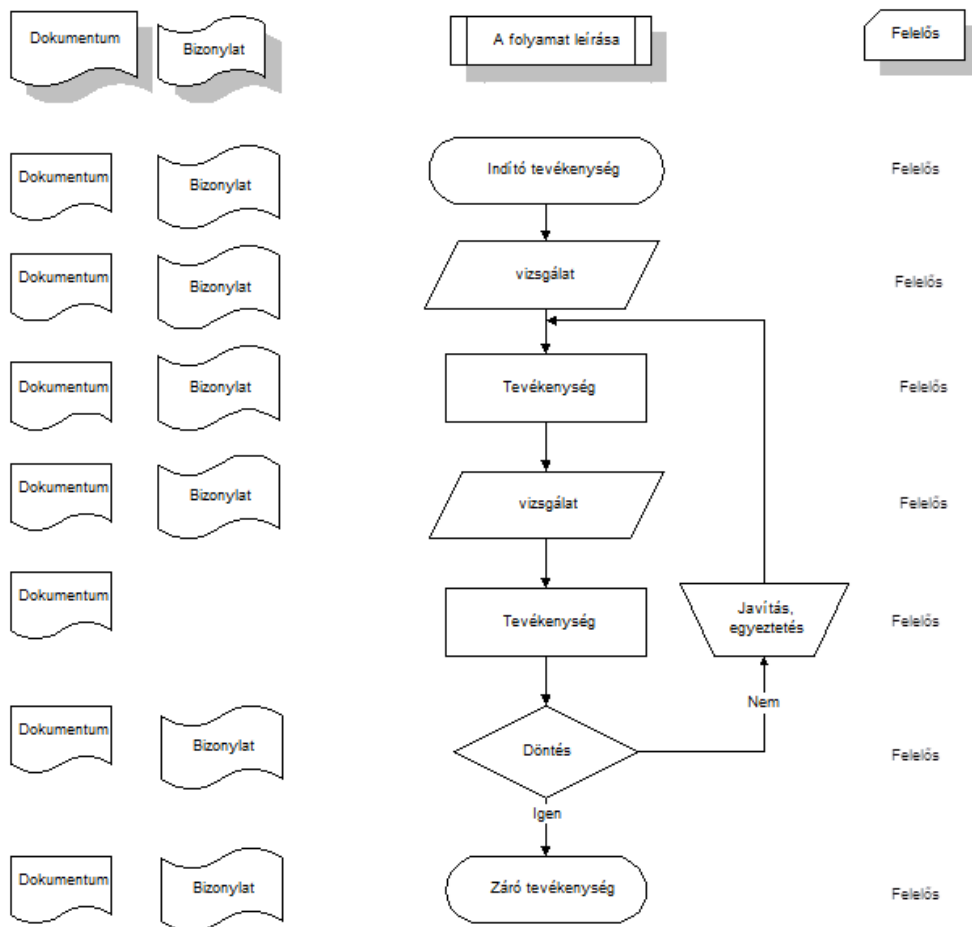 Dokumentum
Bizonylat
A folyamat leírása
Felelős
Dokumentum
Bizonylat
Indító tevékenység
Felelős
Dokumentum
Bizonylat
vizsgálat
Felelős
Dokumentum
Bizonylat
Tevékenység
Felelős
Dokumentum
Bizonylat
vizsgálat
Felelős
Dokumentum
Tevékenység
Javítás,
egyeztetés
Felelős
Nem
Dokumentum
Bizonylat
Döntés
Felelős
Igen
Dokumentum
Bizonylat
Záró tevékenység
Felelős